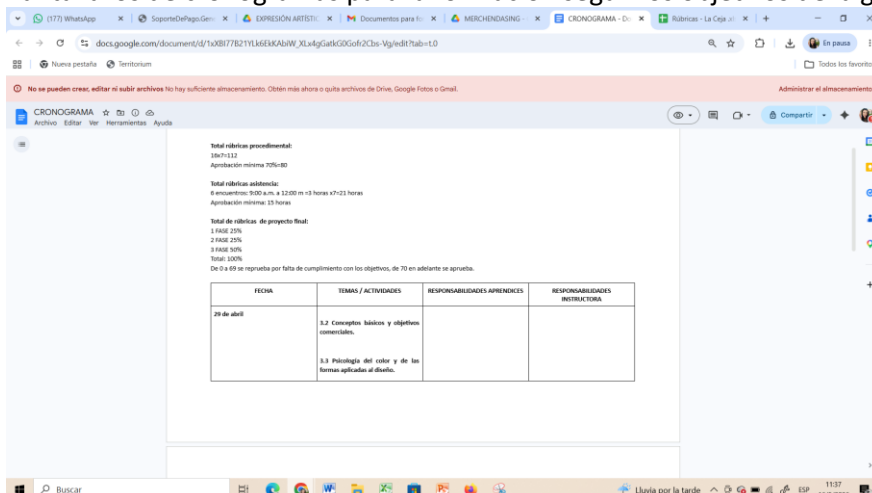 (177) WhatsApp
SoporteDePago.Gen
EXPRESIÓN ARTÍSTIC
Documentos para fo
MERCHENDASING -
CRONOGRAMA - Do
Rúbricas - La Ceja .xl
docs.google.com/document/d/1xXBI77B21YLk6EkKAbiW_XLx4gGatkG0Gofr2Cbs-Vg/edit?tab=t.0
En pausa
Nueva pestaña
Territorium
Todos los favoritos
No se pueden crear, editar ni subir archivos No hay suficiente almacenamiento. Obtén más ahora o quita archivos de Drive, Google Fotos o Gmail.
Administrar el almacenamiento
CRONOGRAMA
Archivo Editar Ver Herramientas Ayuda
Compartir
Total rúbricas procedimental:
16x7=112
Aprobación mínima 70%=80
Total rúbricas asistencia:
6 encuentros: 9:00 a.m. a 12:00 m =3 horas x7=21 horas
Aprobación mínima: 15 horas
Total de rúbricas de proyecto final:
1 FASE 25%
2 FASE 25%
3 FASE 50%
Total: 100%
De 0 a 69 se reprueba por falta de cumplimiento con los objetivos, de 70 en adelante se aprueba.
FECHA
TEMAS / ACTIVIDADES
RESPONSABILIDADES APRENDICES
RESPONSABILIDADES
INSTRUCTORA
29 de abril
3.2 Conceptos básicos y objetivos
comerciales.
3.3 Psicología del color y de las
formas aplicadas al diseño.
Buscar
Lluvia por la tarde
ESP
11:37